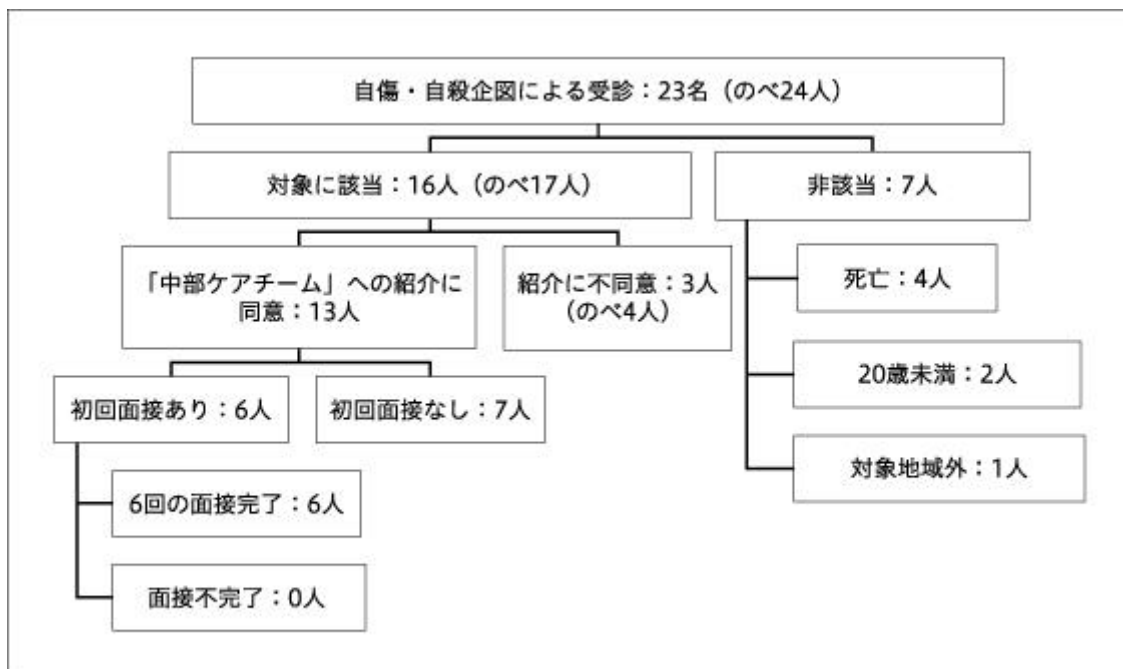 自傷・自殺企図による受診：23名（のべ24人）
対象に該当：16人（のべ17人）
非該当：7人
「中部ケアチーム」への紹介に
同意：13人
紹介に不同意：3人
（のべ4人）
死亡：4人
20歳未満：2人
対象地域外：1人
初回面接あり：6人
初回面接なし：7人
6回の面接完了：6人
面接不完了：0人